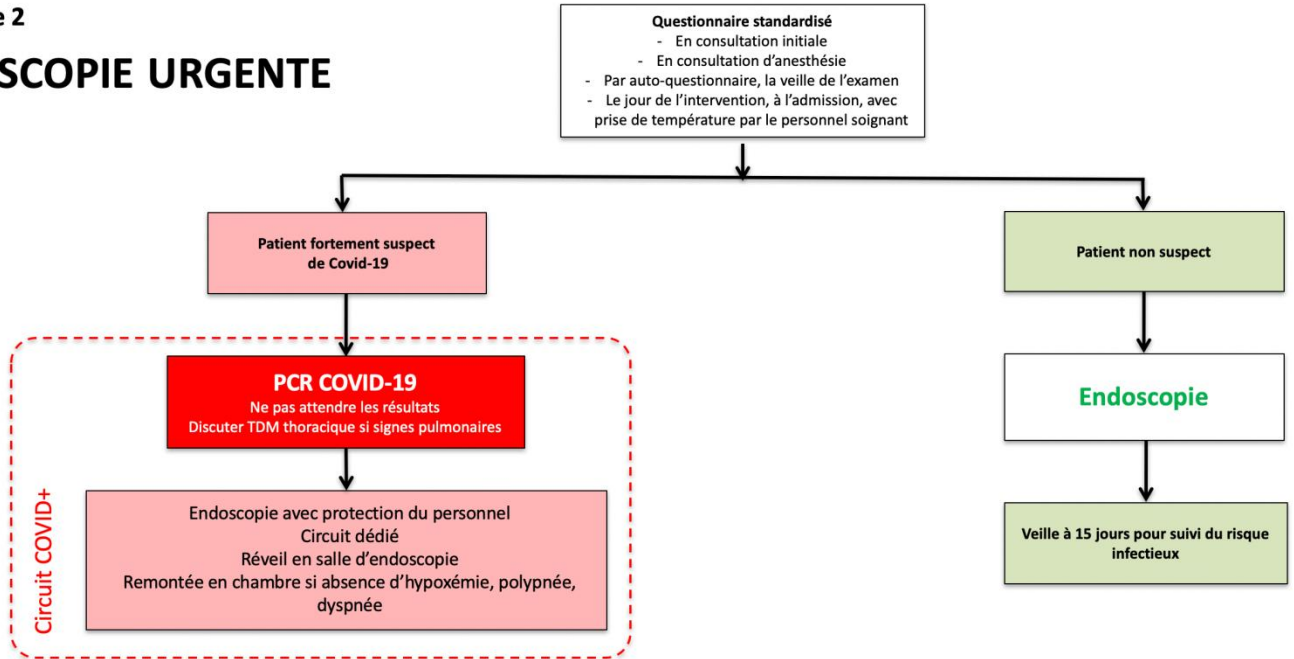 e 2
SCOPIE URGENTE
Questionnaire standardisé
- En consultation initiale
- En consultation d'anesthésie
- Par auto-questionnaire, la veille de l'examen
- Le jour de l'intervention, à l'admission, avec
prise de température par le personnel soignant
Patient fortement suspect
de Covid-19
Patient non suspect
PCR COVID-19
Ne pas attendre les résultats
Discuter TDM thoracique si signes pulmonaires
Endoscopie
Circuit COVID+
Endoscopie avec protection du personnel
Circuit dédié
Réveil en salle d'endoscopie
Remontée en chambre si absence d'hypoxémie, polypnée,
dyspnée
Veille à 15 jours pour suivi du risque
infectieux